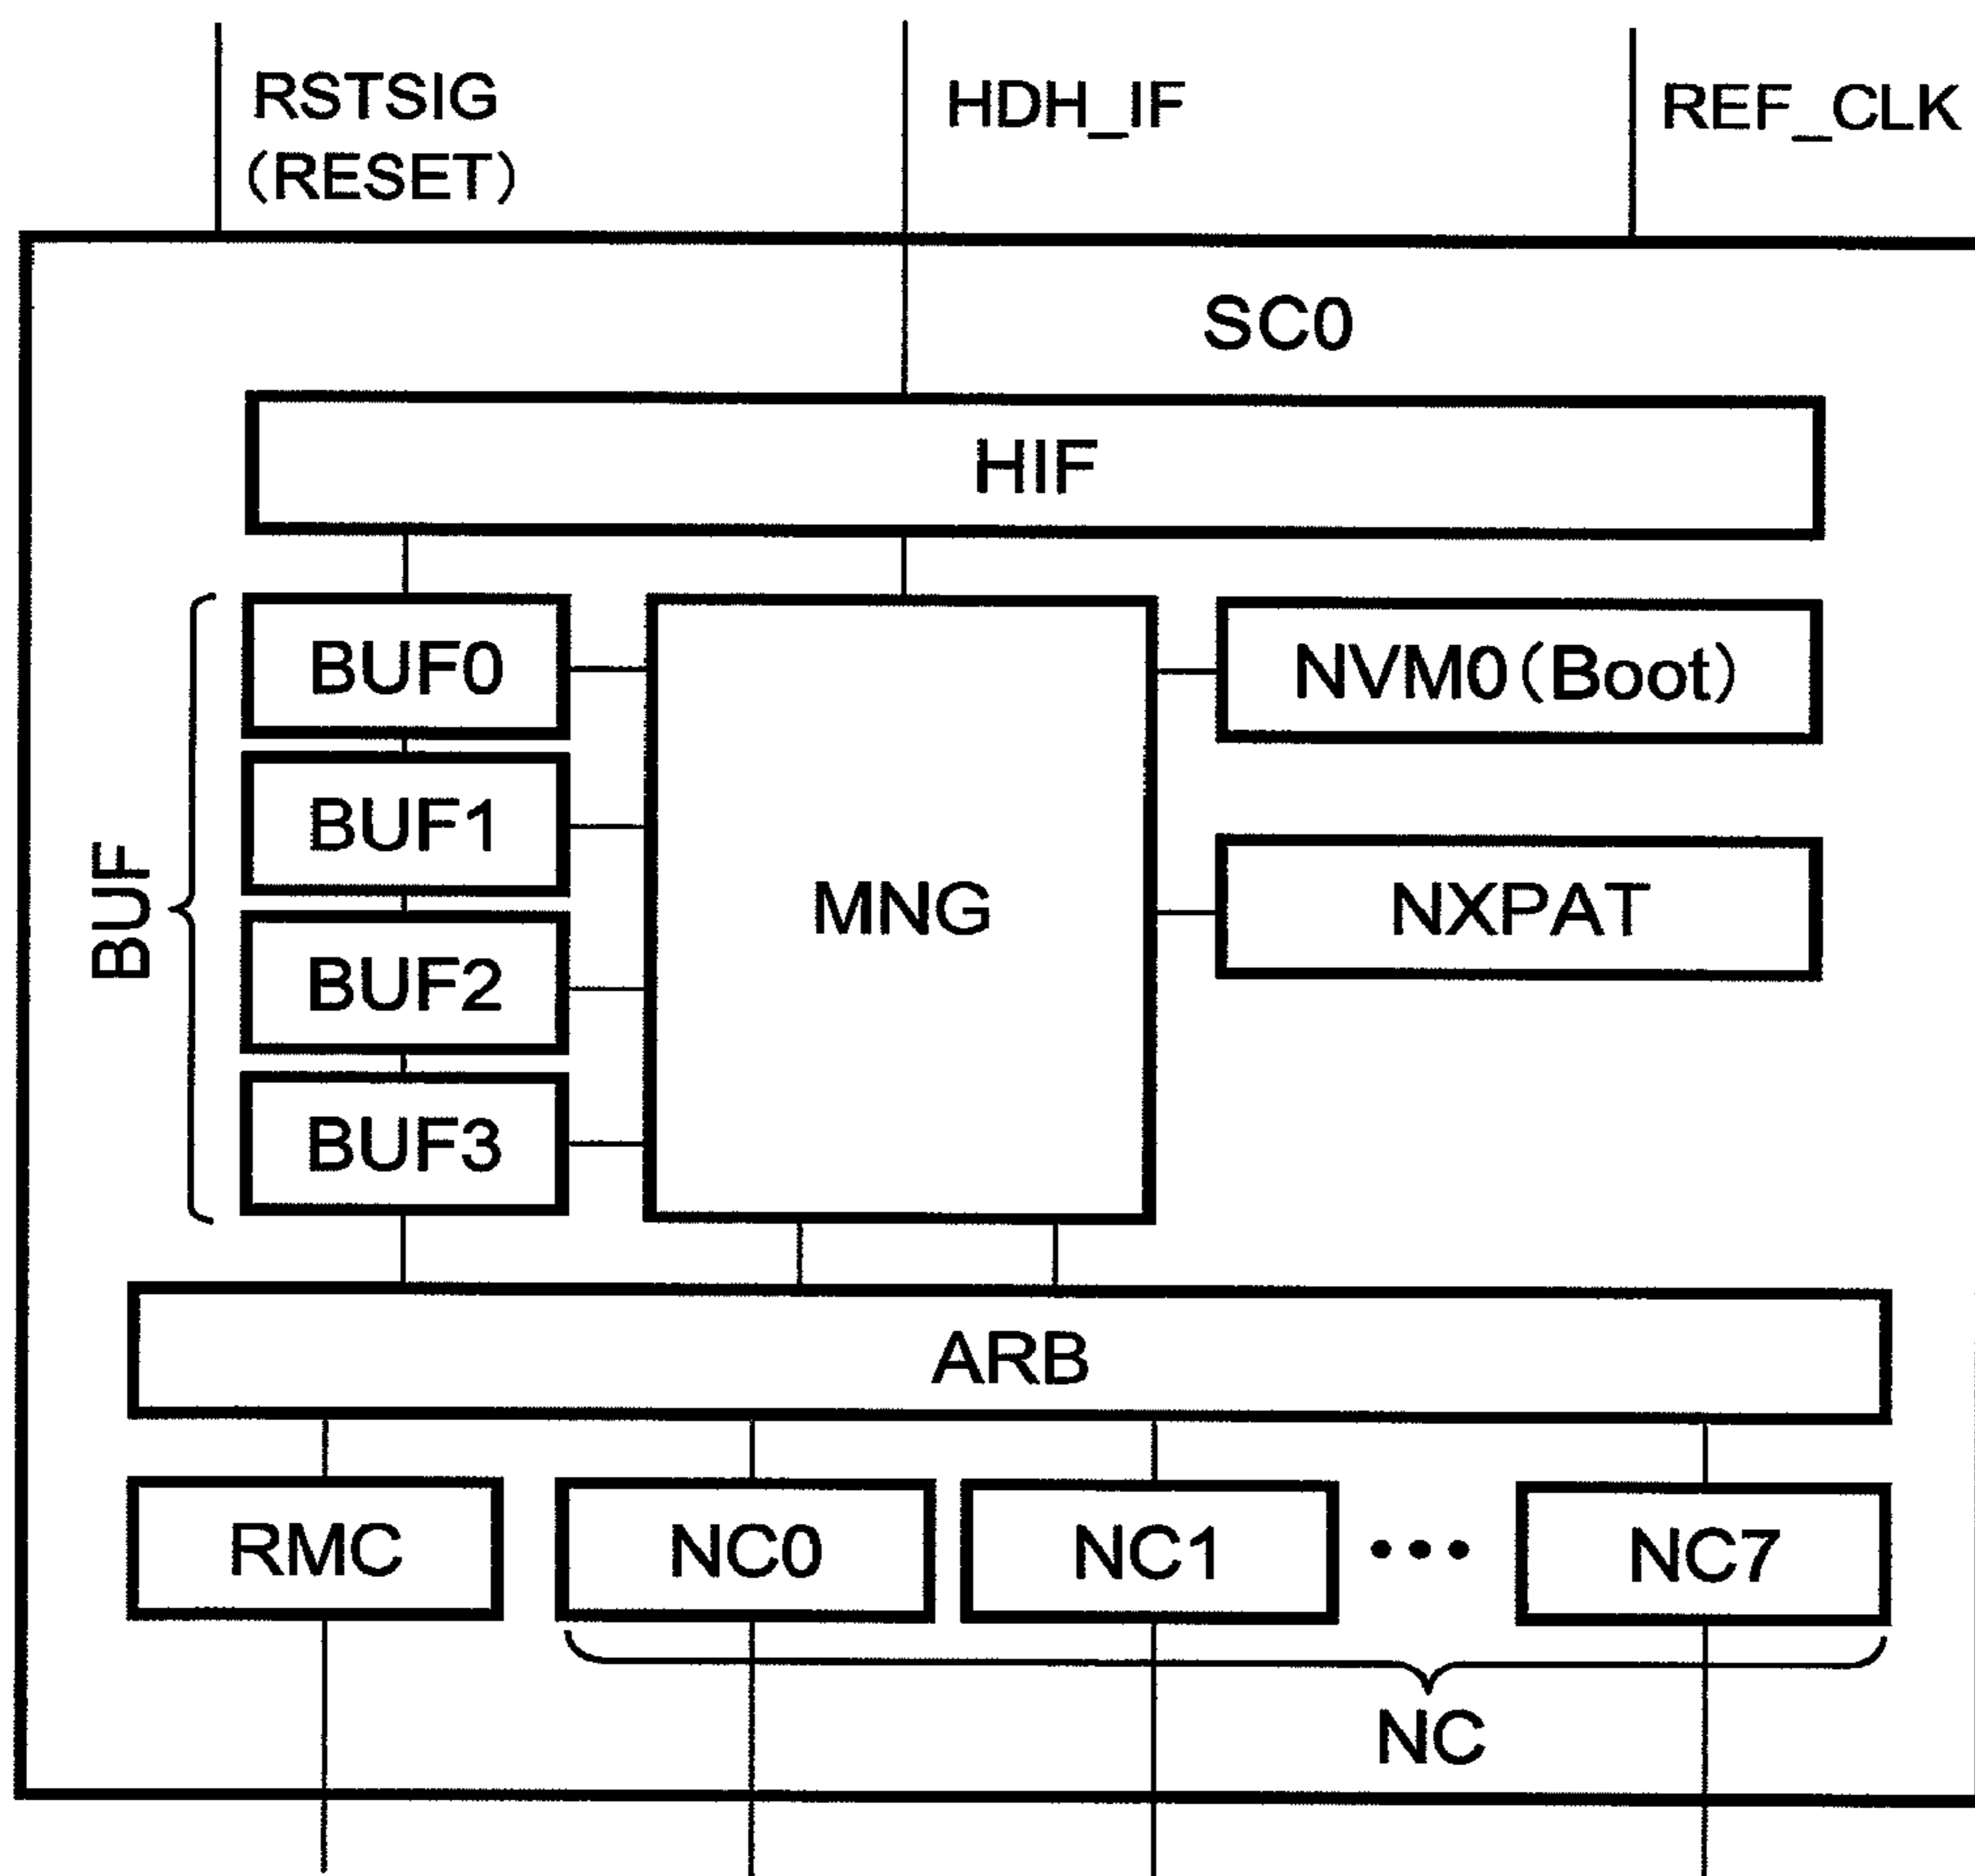 RSTSIG
(RESET)
HDH_IF
REF_CLK
SC0
HIF
BUF
BUF0
BUF1
BUF2
BUF3
MNG
NVM0(Boot)
NXPAT
ARB
RMC
NC0
NC1
•••
NC7
NC